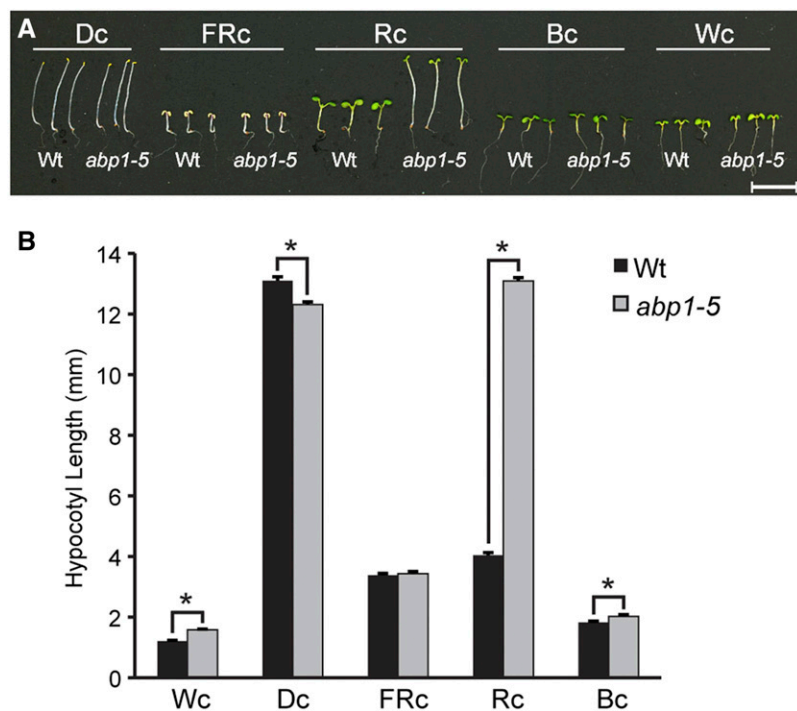 A
Dc FRc Rc Bc Wc
Wt abp1-5 Wt abp1-5 Wt abp1-5 Wt abp1-5 Wt abp1-5
B
Hypocotyl Length (mm)
14
12
10
8
6
4
2
0
* * * *
Wt
abp1-5
Wc Dc FRc Rc Bc